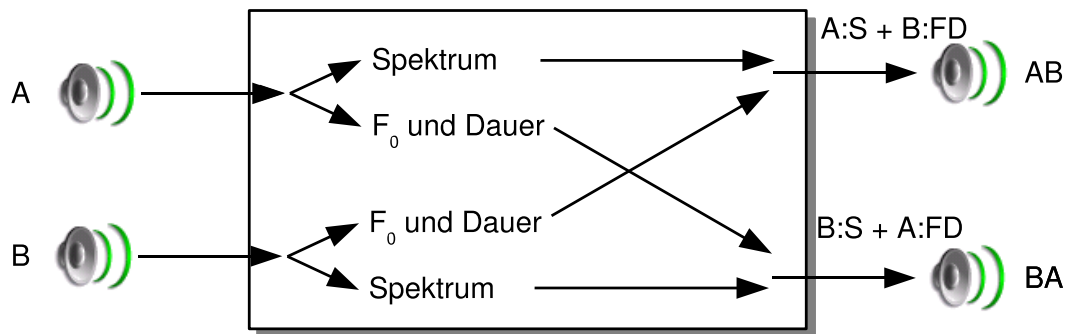 A:S + B:FD
Spektrum
A
AB
F₀ und Dauer
F₀ und Dauer
B:S + A:FD
B
Spektrum
BA